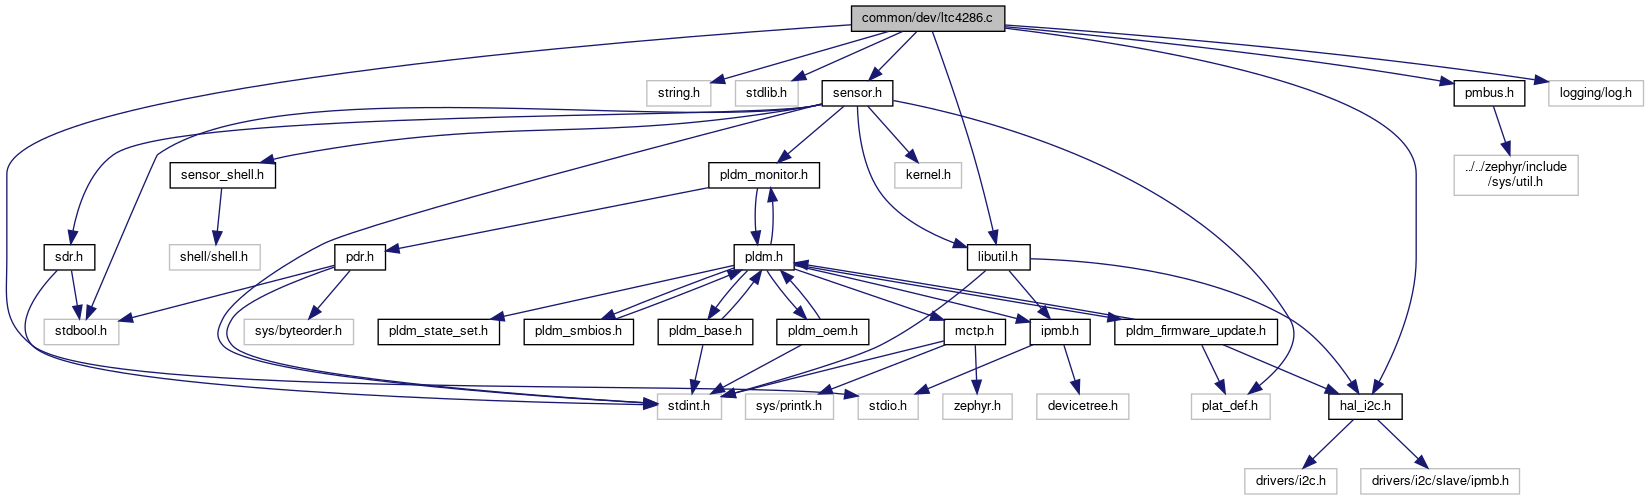 common/dev/ltc4286.c
string.h
stdlib.h
sensor.h
pmbus.h
logging/log.h
sensor_shell.h
pldm_monitor.h
kernel.h
../../zephyr/include
/sys/util.h
sdr.h
shell/shell.h
pdr.h
pldm.h
libutil.h
stdbool.h
sys/byteorder.h
pldm_state_set.h
pldm_smbios.h
pldm_base.h
pldm_oem.h
mctp.h
ipmb.h
pldm_firmware_update.h
stdint.h
sys/printk.h
stdio.h
zephyr.h
devicetree.h
plat_def.h
hal_i2c.h
drivers/i2c.h
drivers/i2c/slave/ipmb.h